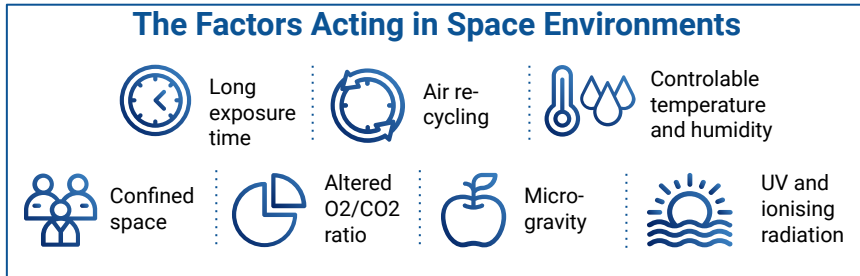 The Factors Acting in Space Environments
Long
exposure
time
Air re-
cycling
Controlable
temperature
and humidity
Confined
space
Altered
O2/CO2
ratio
Micro-
gravity
UV and
ionising
radiation